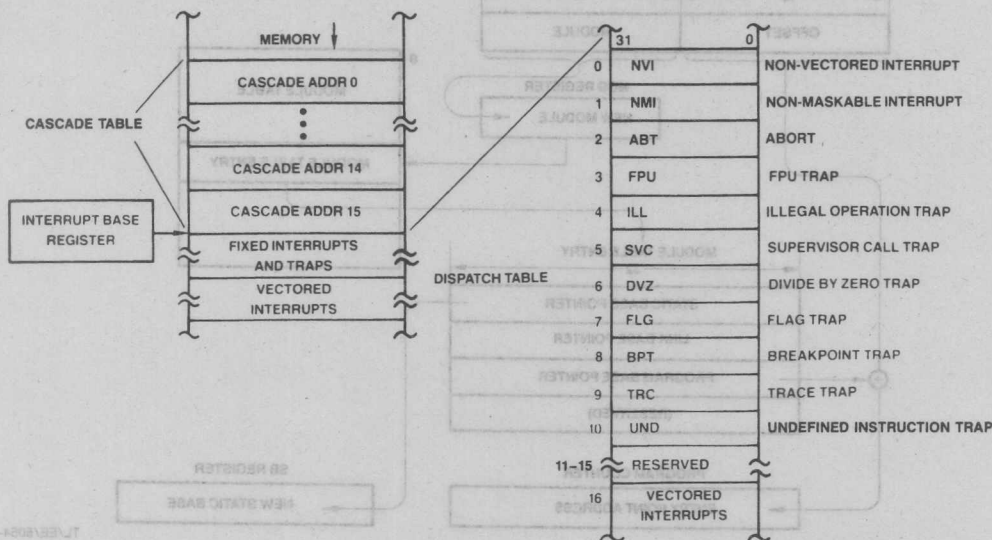 MEMORY
CASCADE ADDR 0
CASCADE TABLE
CASCADE ADDR 14
CASCADE ADDR 15
INTERRUPT BASE
REGISTER
FIXED INTERRUPTS
AND TRAPS
VECTORED
INTERRUPTS
DISPATCH TABLE
31 0
0 NVI NON-VECTORED INTERRUPT
1 NMI NON-MASKABLE INTERRUPT
2 ABT ABORT
3 FPU FPU TRAP
4 ILL ILLEGAL OPERATION TRAP
5 SVC SUPERVISOR CALL TRAP
6 DVZ DIVIDE BY ZERO TRAP
7 FLG FLAG TRAP
8 BPT BREAKPOINT TRAP
9 TRC TRACE TRAP
10 UND UNDEFINED INSTRUCTION TRAP
11–15 RESERVED
16 VECTORED
INTERRUPTS